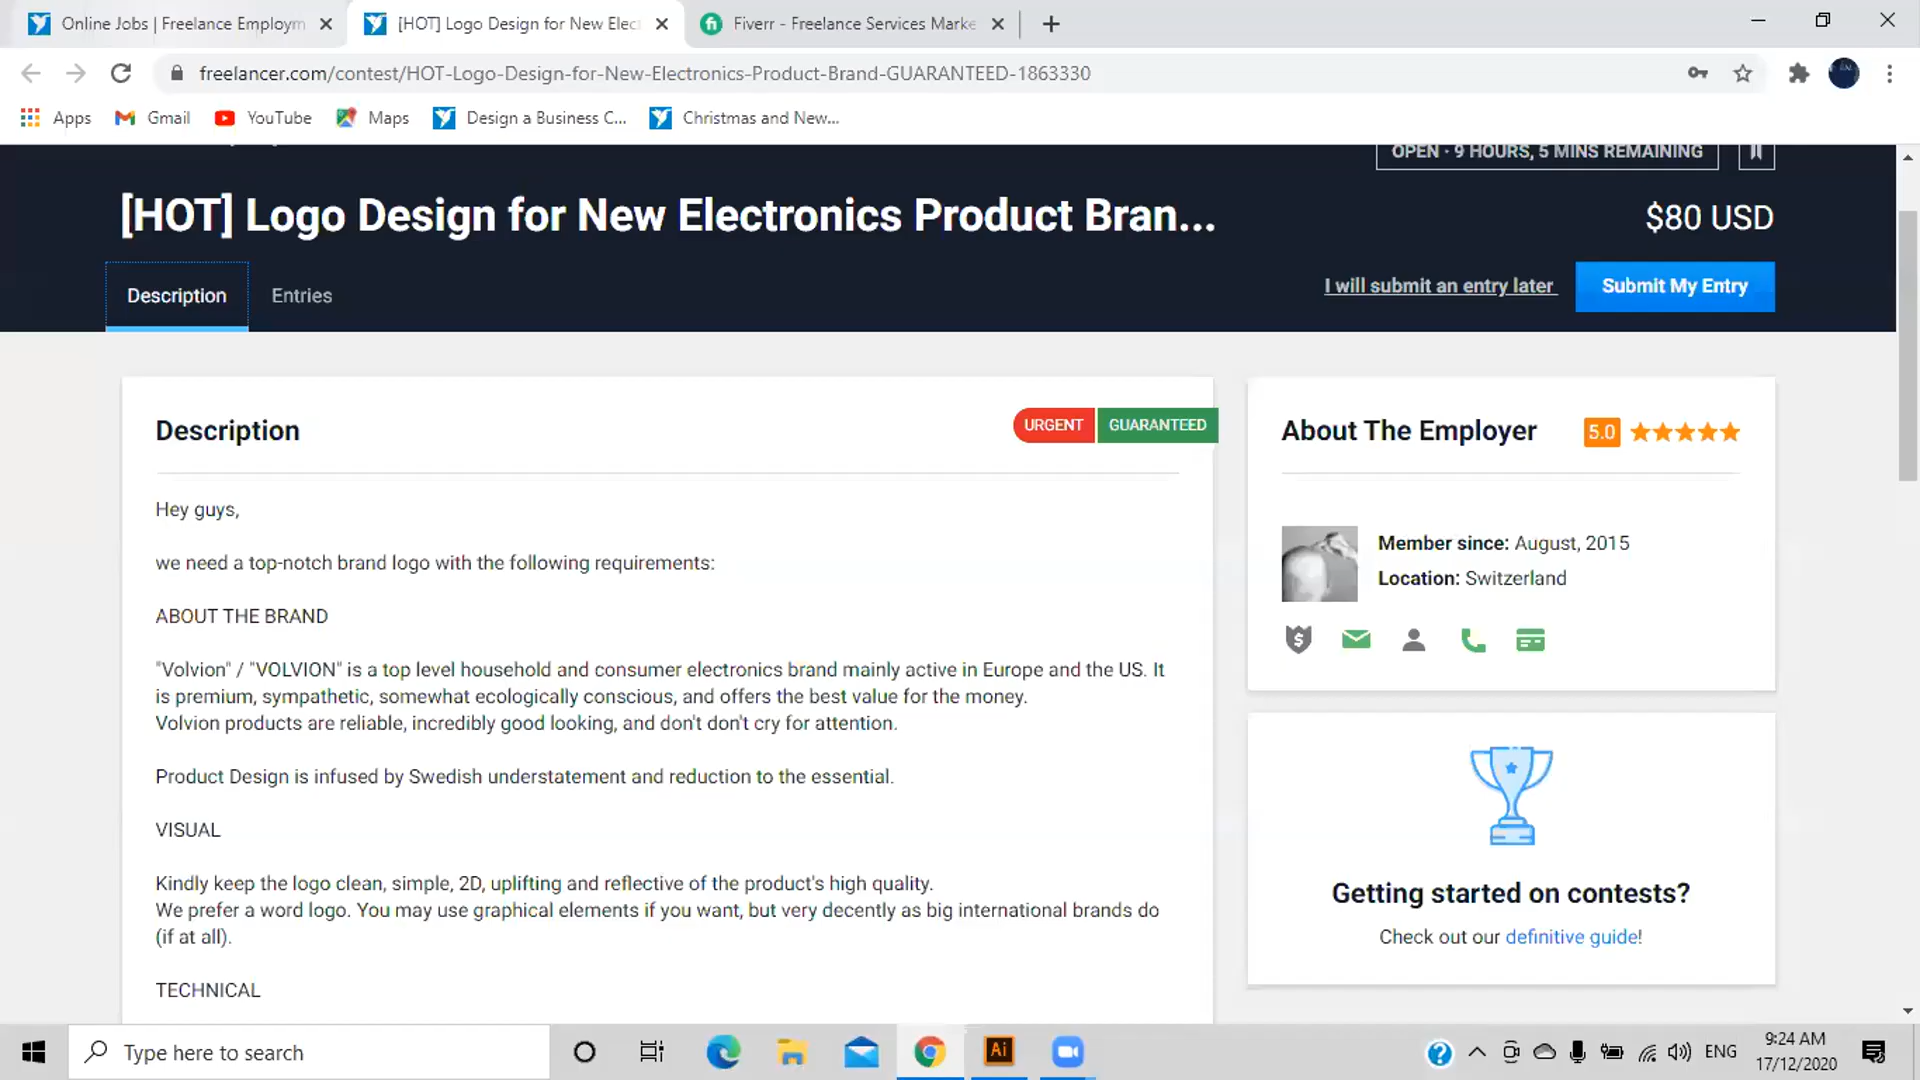 Online Jobs | Freelance Employm
[HOT] Logo Design for New Elec
Fiverr - Freelance Services Marke
freelancer.com/contest/HOT-Logo-Design-for-New-Electronics-Product-Brand-GUARANTEED-1863330
Apps
Gmail
YouTube
Maps
Design a Business C...
Christmas and New...
OPEN · 9 HOURS, 5 MINS REMAINING
[HOT] Logo Design for New Electronics Product Bran...
$80 USD
Description
Entries
I will submit an entry later
Submit My Entry
Description
URGENT
GUARANTEED
Hey guys,
we need a top-notch brand logo with the following requirements:
ABOUT THE BRAND
"Volvion" / "VOLVION" is a top level household and consumer electronics brand mainly active in Europe and the US. It
is premium, sympathetic, somewhat ecologically conscious, and offers the best value for the money.
Volvion products are reliable, incredibly good looking, and don't don't cry for attention.
Product Design is infused by Swedish understatement and reduction to the essential.
VISUAL
Kindly keep the logo clean, simple, 2D, uplifting and reflective of the product's high quality.
We prefer a word logo. You may use graphical elements if you want, but very decently as big international brands do
(if at all).
TECHNICAL
About The Employer
5.0
Member since: August, 2015
Location: Switzerland
Getting started on contests?
Check out our definitive guide!
Type here to search
Ai
ENG
9:24 AM
17/12/2020